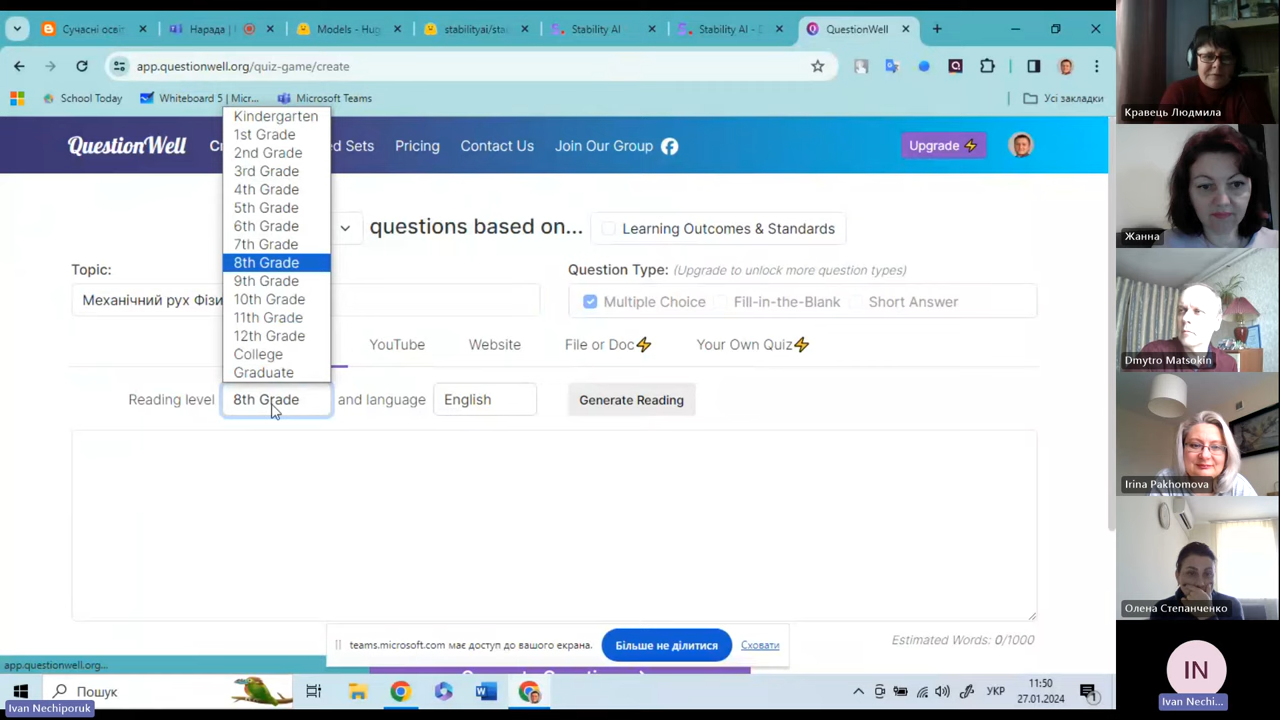 Сучасні освіт
Нарада |
Models - Hug
stabilityai/sta
Stability AI
Stability AI - D
QuestionWell
app.questionwell.org/quiz-game/create
School Today
Whiteboard 5 | Micr...
Microsoft Teams
Усі закладки
QuestionWell
Cr
d Sets
Pricing
Contact Us
Join Our Group
Upgrade
Kindergarten
1st Grade
2nd Grade
3rd Grade
4th Grade
5th Grade
6th Grade
7th Grade
8th Grade
9th Grade
10th Grade
11th Grade
12th Grade
College
Graduate
questions based on...
Learning Outcomes & Standards
Topic:
Механічний рух Фізи
Question Type: (Upgrade to unlock more question types)
Multiple Choice
Fill-in-the-Blank
Short Answer
YouTube
Website
File or Doc
Your Own Quiz
Reading level
8th Grade
and language
English
Generate Reading
Estimated Words: 0/1000
teams.microsoft.com має доступ до вашого екрана.
Більше не ділитися
Сховати
app.questionwell.org...
Пошук
УКР
11:50
27.01.2024
1
Ivan Nechiporuk
Кравець Людмила
Жанна
Dmytro Matsokin
Irina Pakhomova
Олена Степанченко
IN
Ivan Nechi...